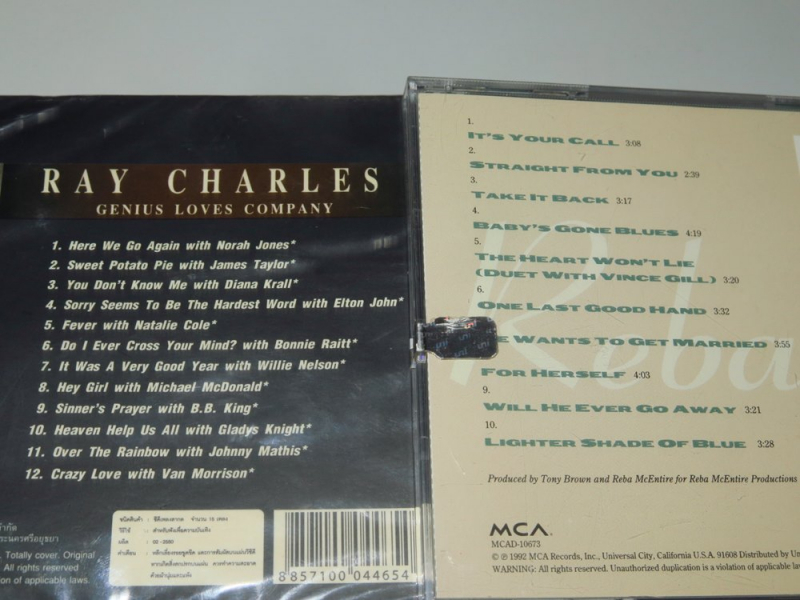 RAY CHARLES
GENIUS LOVES COMPANY
1. Here We Go Again with Norah Jones*
2. Sweet Potato Pie with James Taylor*
3. You Don't Know Me with Diana Krall*
4. Sorry Seems To Be The Hardest Word with Elton John*
5. Fever with Natalie Cole*
6. Do I Ever Cross Your Mind? with Bonnie Raitt*
7. It Was A Very Good Year with Willie Nelson*
8. Hey Girl with Michael McDonald*
9. Sinner's Prayer with B.B. King*
10. Heaven Help Us All with Gladys Knight*
11. Over The Rainbow with Johnny Mathis*
12. Crazy Love with Van Morrison*
Totally cover. Original
All rights reserved
of applicable laws.
8 857100 044654
1.
IT'S YOUR CALL 3:08
2.
STRAIGHT FROM YOU 2:39
3.
TAKE IT BACK 3:17
4.
BABY'S GONE BLUES 4:19
5.
THE HEART WON'T LIE
(DUET WITH VINCE GILL) 3:20
6.
ONE LAST GOOD HAND 3:32
WANTS TO GET MARRIED 3:55
FOR HERSELF 4:03
9.
WILL HE EVER GO AWAY 3:21
10.
LIGHTER SHADE OF BLUE 3:28
Reba
Produced by Tony Brown and Reba McEntire for Reba McEntire Productions
MCA
MCAD-10673
© ℗ 1992 MCA Records, Inc., Universal City, California U.S.A. 91608 Distributed by
WARNING: All rights reserved. Unauthorized duplication is a violation of applicable